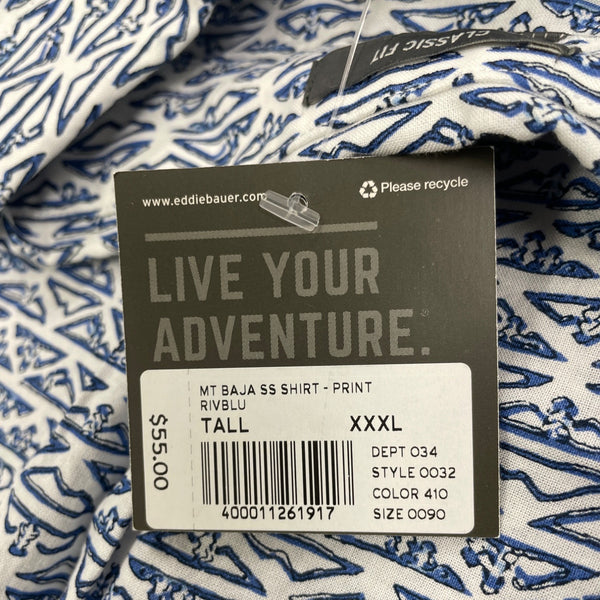 CLASSIC FIT
www.eddiebauer.com
Please recycle
LIVE YOUR
ADVENTURE.
MT BAJA SS SHIRT - PRINT
RIVBLU
TALL XXXL
$55.00
DEPT 034
STYLE 0032
COLOR 410
SIZE 0090
400011261917